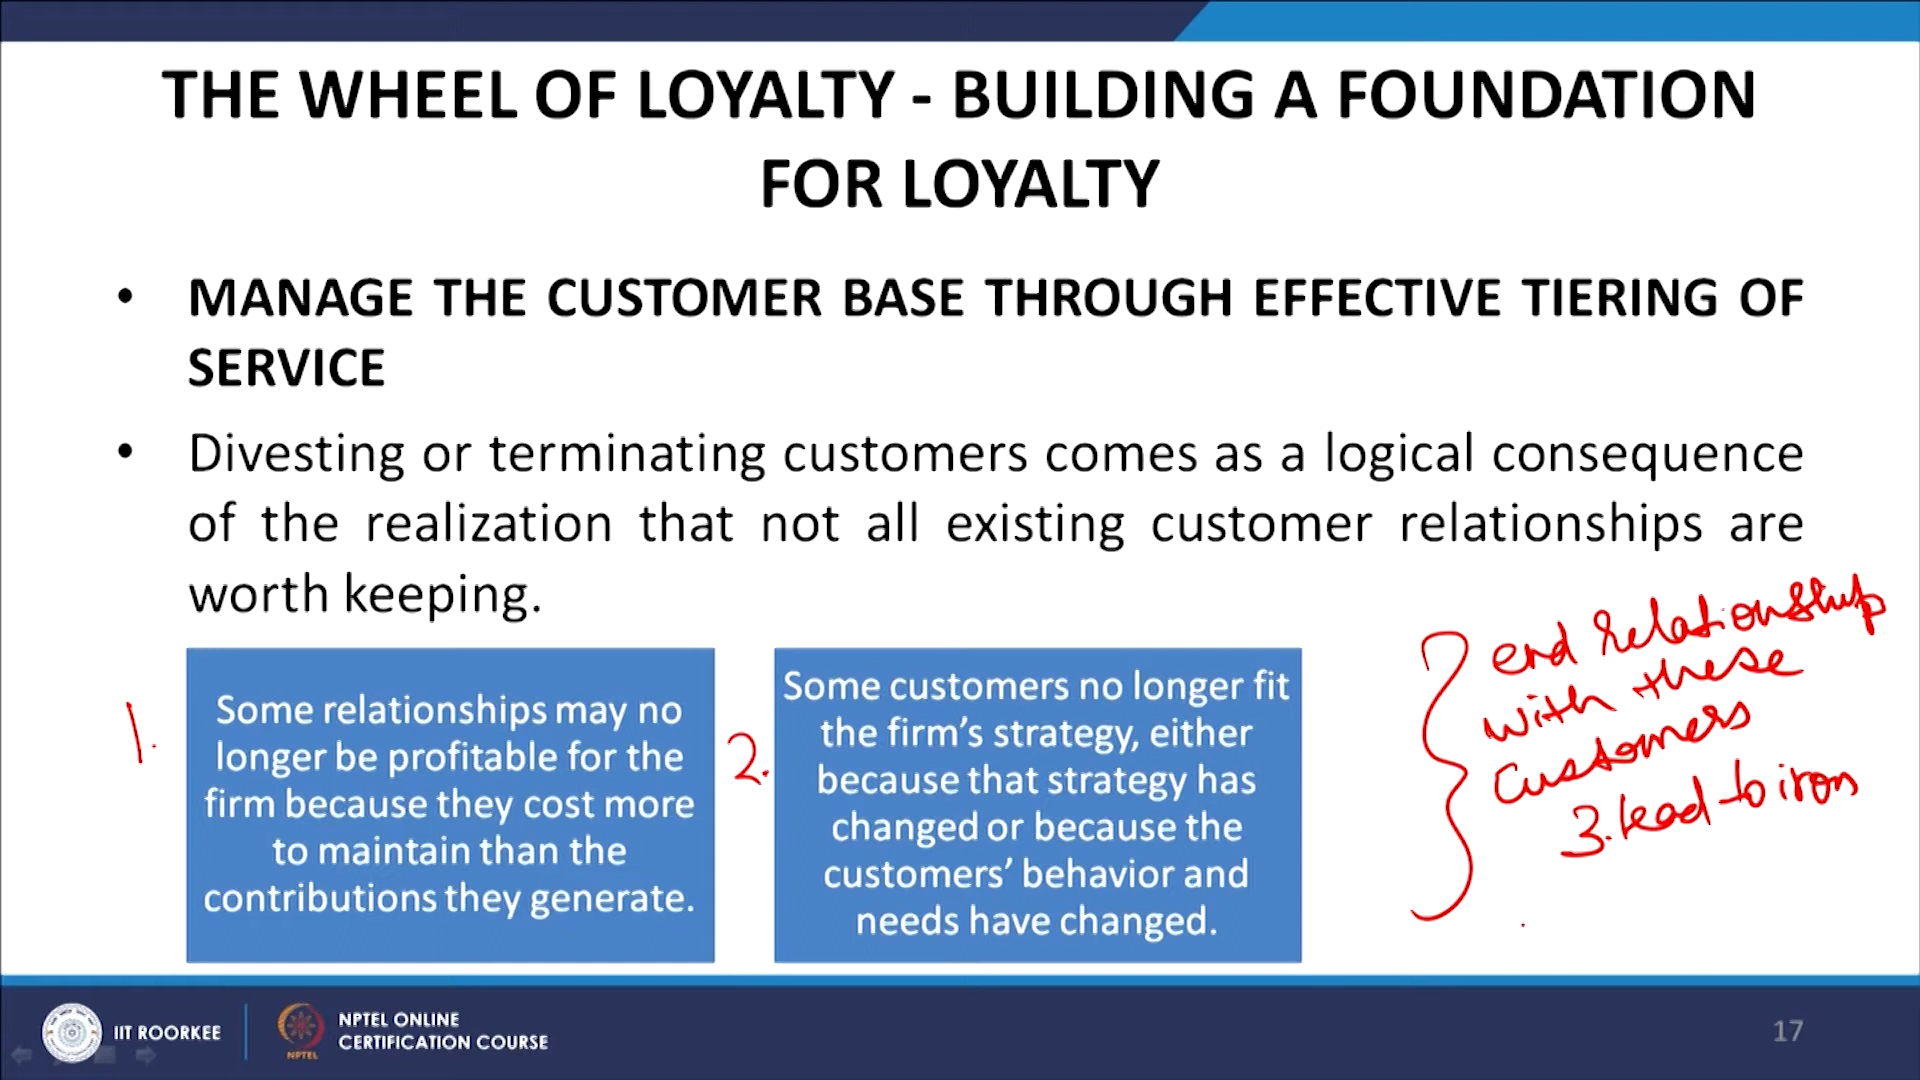 THE WHEEL OF LOYALTY - BUILDING A FOUNDATION
FOR LOYALTY
• MANAGE THE CUSTOMER BASE THROUGH EFFECTIVE TIERING OF
SERVICE
• Divesting or terminating customers comes as a logical consequence
of the realization that not all existing customer relationships are
worth keeping.
1.
Some relationships may no
longer be profitable for the
firm because they cost more
to maintain than the
contributions they generate.
2.
Some customers no longer fit
the firm's strategy, either
because that strategy has
changed or because the
customers' behavior and
needs have changed.
end relationship
with these
customers
3. lead to iron
IIT ROORKEE
NPTEL
NPTEL ONLINE
CERTIFICATION COURSE
17